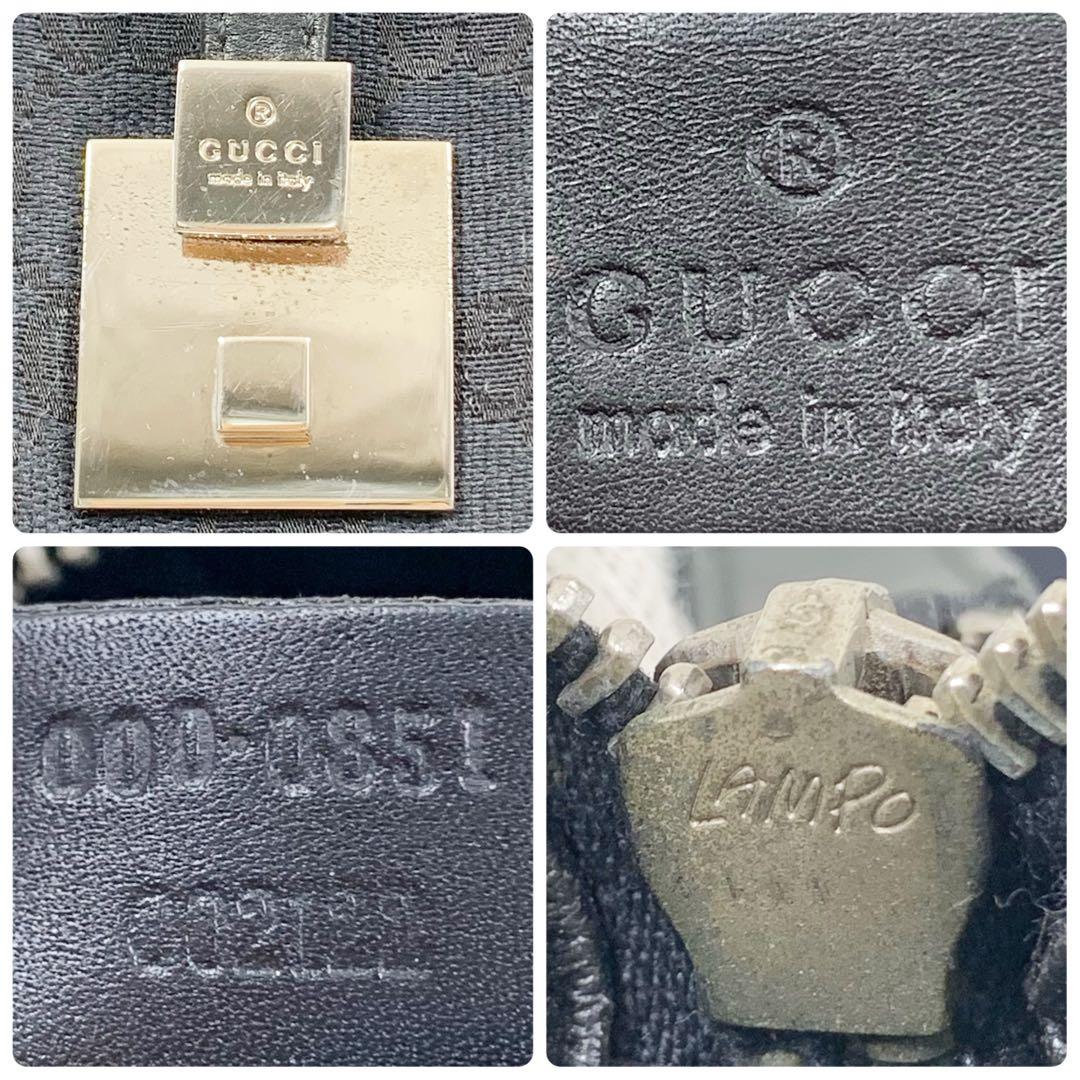 ®
GUCCI
made in italy
®
GUCCI
made in italy
000-0851
LAMPO